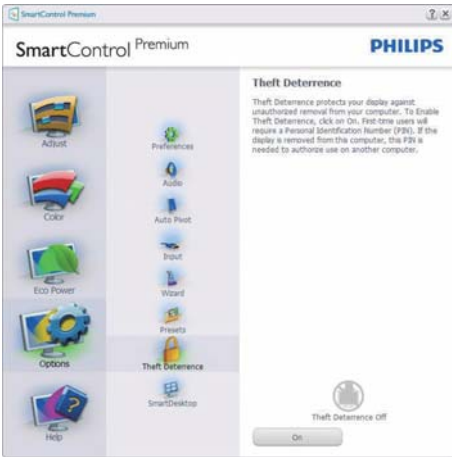 SmartControl Premium
SmartControl Premium
PHILIPS
Adjust
Color
Eco Power
Options
Help
Preferences
Audio
Auto Pivot
Input
Wizard
Presets
Theft Deterrence
SmartDesktop
Theft Deterrence
Theft Deterrence protects your display against
unauthorized removal from your computer. To Enable
Theft Deterrence, click on On. First-time users will
require a Personal Identification Number (PIN). If the
display is removed from this computer, this PIN is
needed to authorize use on another computer.
Theft Deterrence Off
On